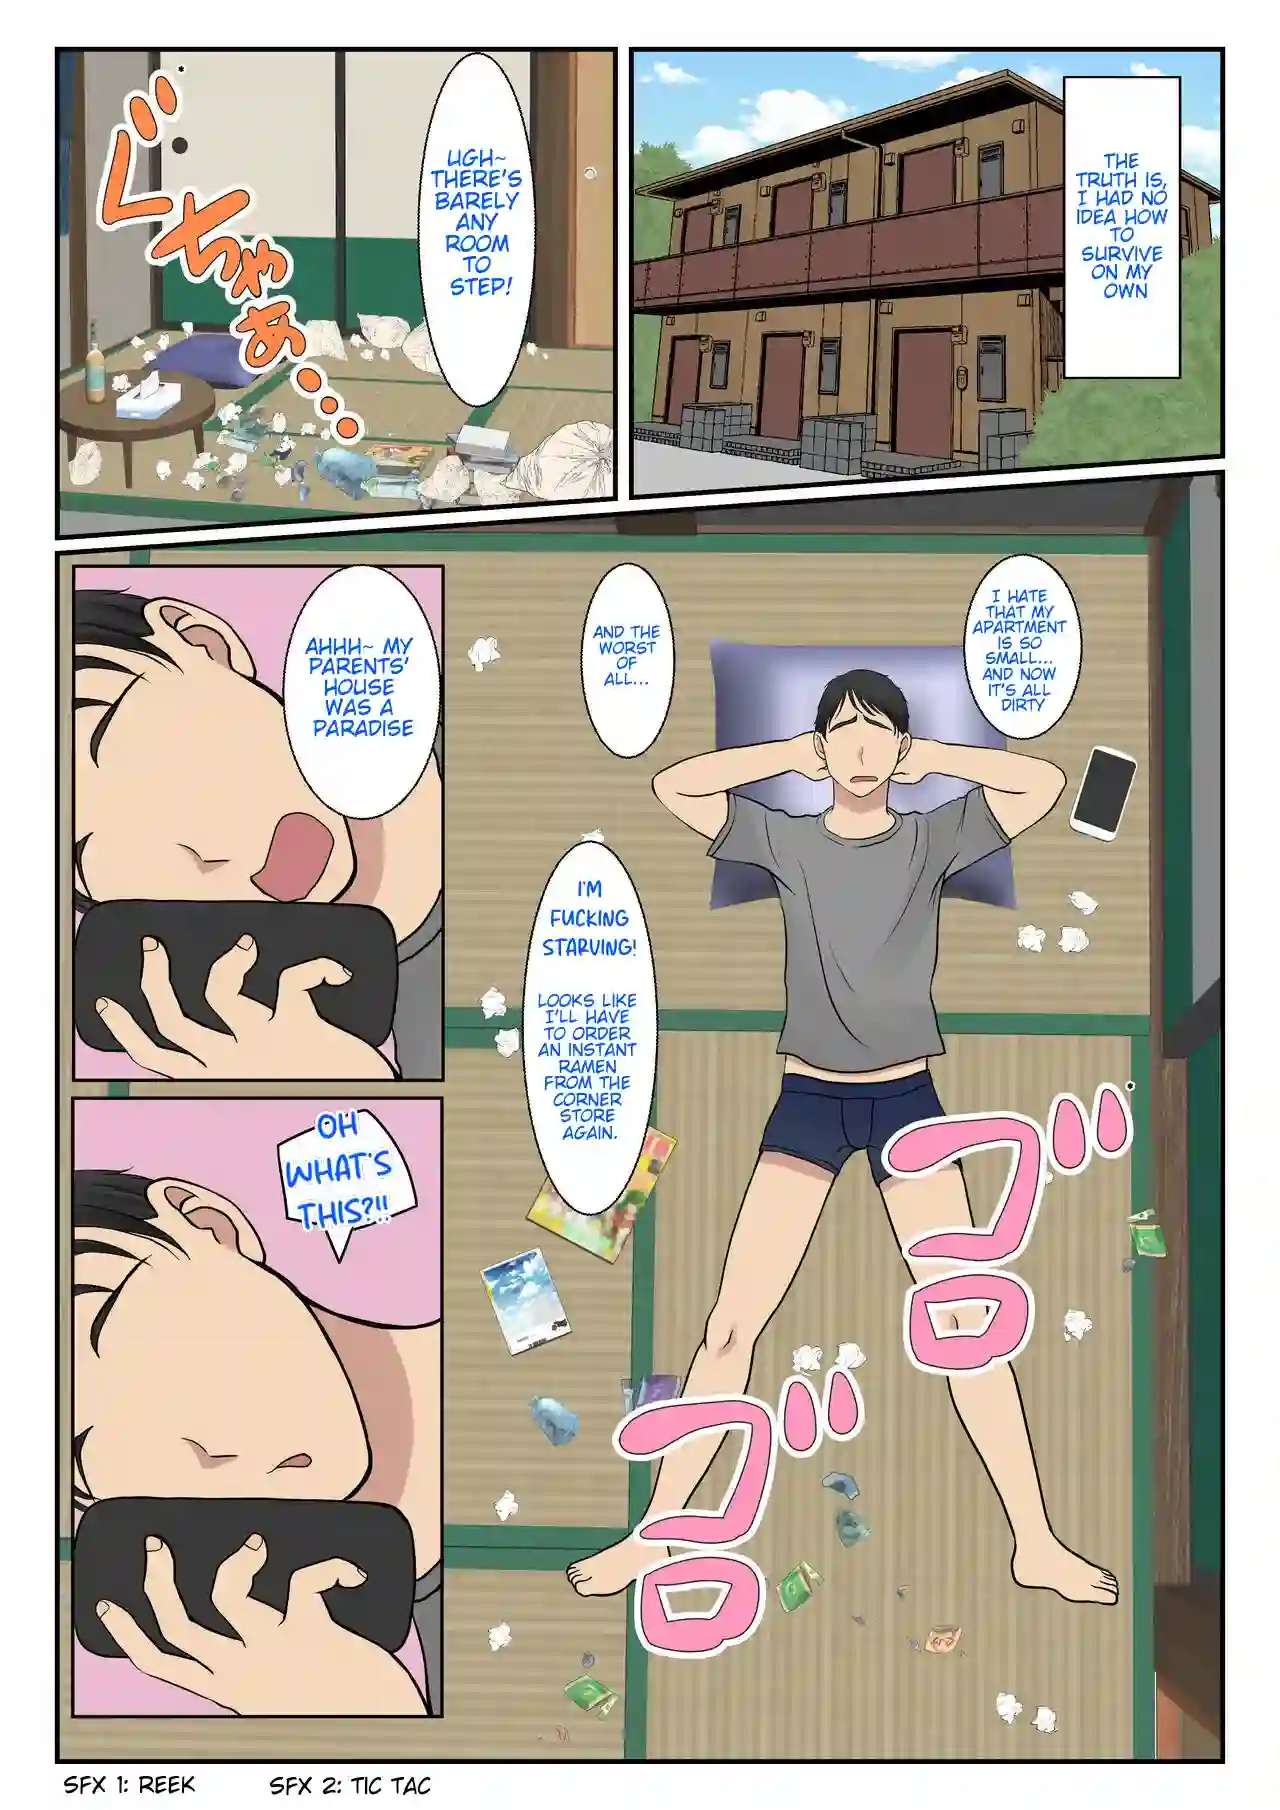 THE
TRUTH IS,
I HAD NO
IDEA HOW
TO
SURVIVE
ON MY
OWN
UGH~
THERE'S
BARELY
ANY
ROOM
TO
STEP!
*
ぐちゃぁ…
I HATE
THAT MY
APARTMENT
IS SO
SMALL...
AND NOW
IT'S ALL
DIRTY
AND THE
WORST
OF
ALL...
I'M
FUCKING
STARVING!
LOOKS LIKE
I'LL HAVE
TO ORDER
AN INSTANT
RAMEN
FROM THE
CORNER
STORE
AGAIN.
*
ゴロ
ゴロ
AHHH~ MY
PARENTS'
HOUSE
WAS A
PARADISE
OH
WHAT'S
THIS?!!
SFX 1: REEK
SFX 2: TIC TAC